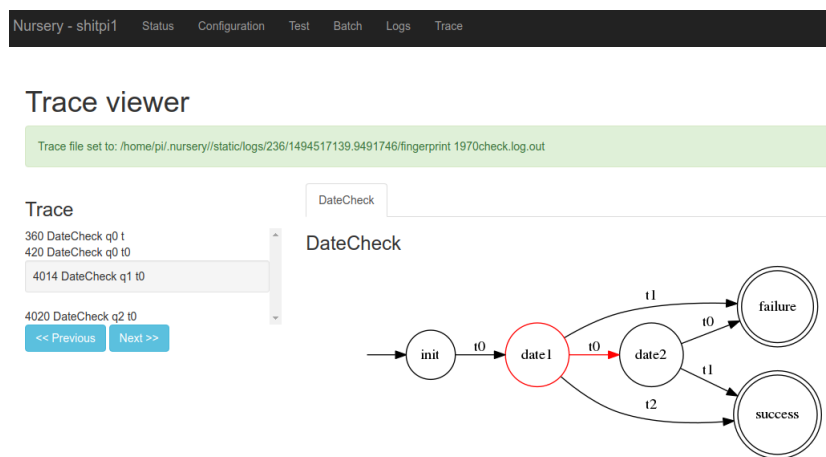 Nursery - shitpi1 Status Configuration Test Batch Logs Trace
Trace viewer
Trace file set to: /home/pi/.nursery//static/logs/236/1494517139.9491746/fingerprint 1970check.log.out
Trace
360 DateCheck q0 t
420 DateCheck q0 t0
4014 DateCheck q1 t0
4020 DateCheck q2 t0
<< Previous Next >>
DateCheck
DateCheck
init
t0
date1
t0
date2
t1
t0
t1
t2
failure
success